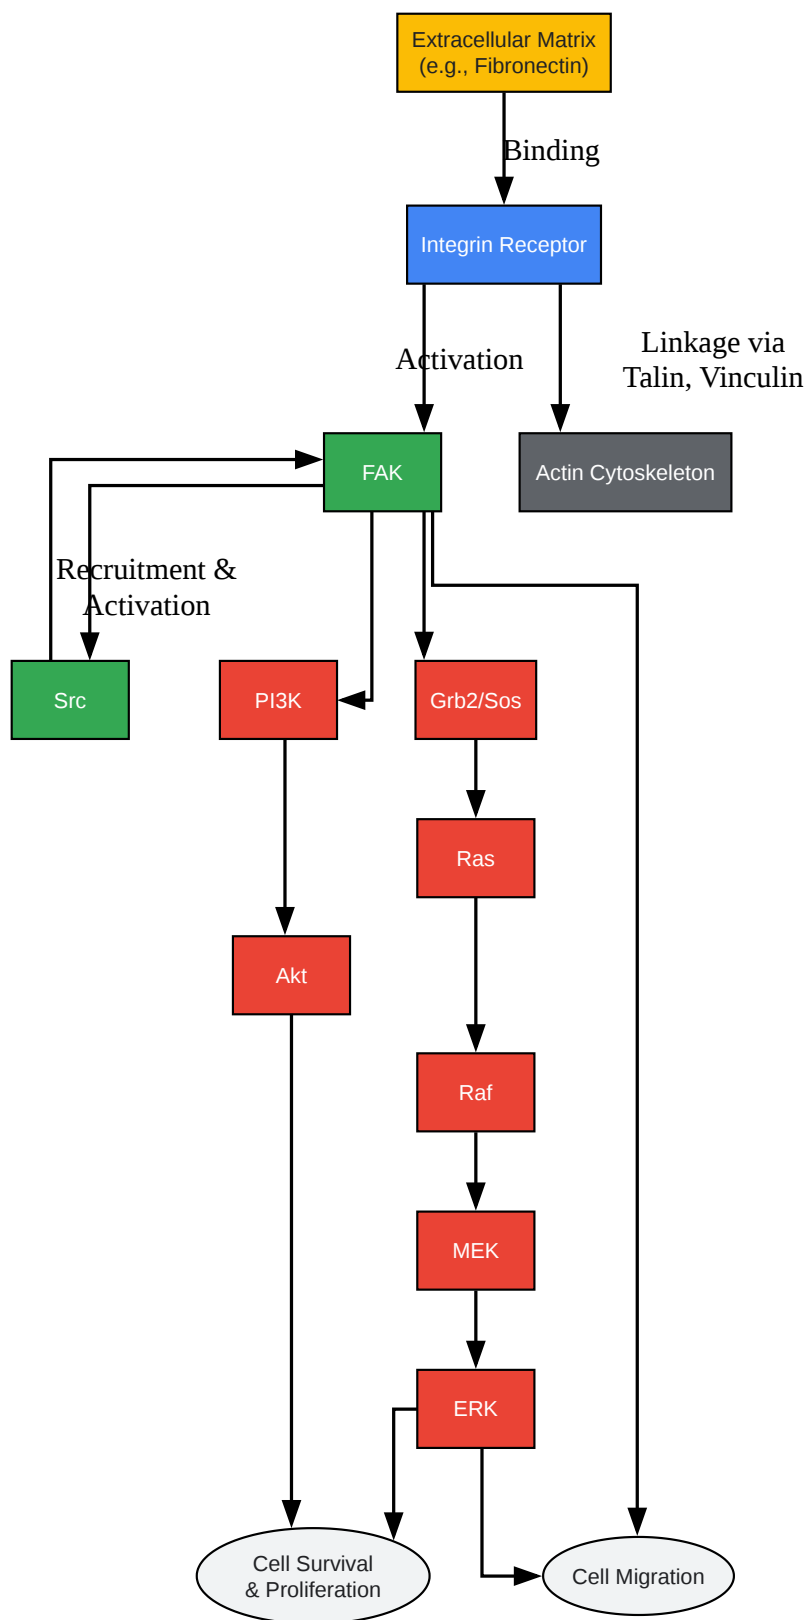 Extracellular Matrix
(e.g., Fibronectin)
Binding
Integrin Receptor
Activation
Linkage via
Talin, Vinculin
FAK
Actin Cytoskeleton
Recruitment &
Activation
Src
PI3K
Grb2/Sos
Ras
Akt
Raf
MEK
ERK
Cell Survival
& Proliferation
Cell Migration